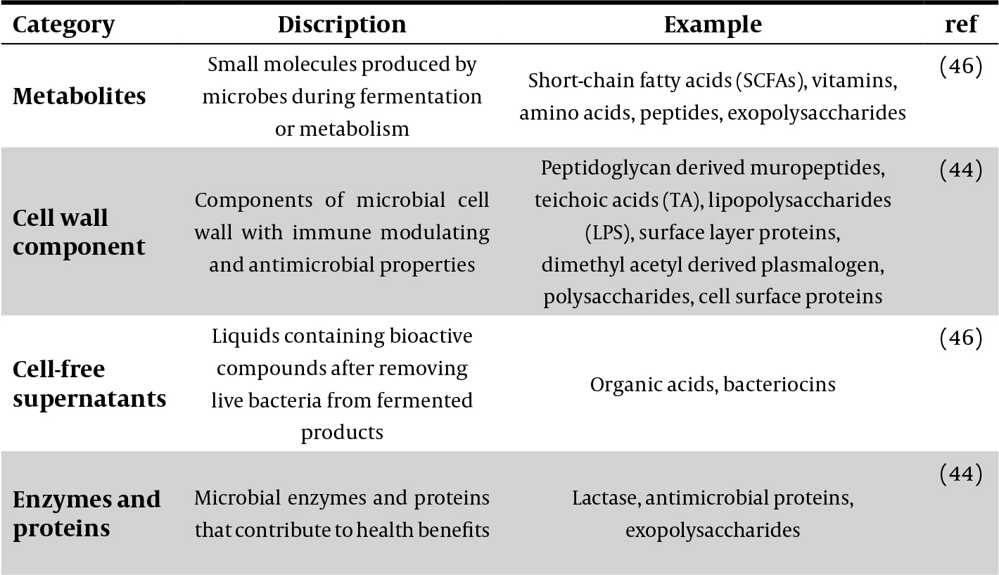 Category Discription Example ref
Metabolites
Small molecules produced by
microbes during fermentation
or metabolism
Short-chain fatty acids (SCFAs), vitamins,
amino acids, peptides, exopolysaccharides
(46)
Cell wall
component
Components of microbial cell
wall with immune modulating
and antimicrobial properties
Peptidoglycan derived muropeptides,
teichoic acids (TA), lipopolysaccharides
(LPS), surface layer proteins,
dimethyl acetyl derived plasmalogen,
polysaccharides, cell surface proteins
(44)
Cell-free
supernatants
Liquids containing bioactive
compounds after removing
live bacteria from fermented
products
Organic acids, bacteriocins
(46)
Enzymes and
proteins
Microbial enzymes and proteins
that contribute to health benefits
Lactase, antimicrobial proteins,
exopolysaccharides
(44)